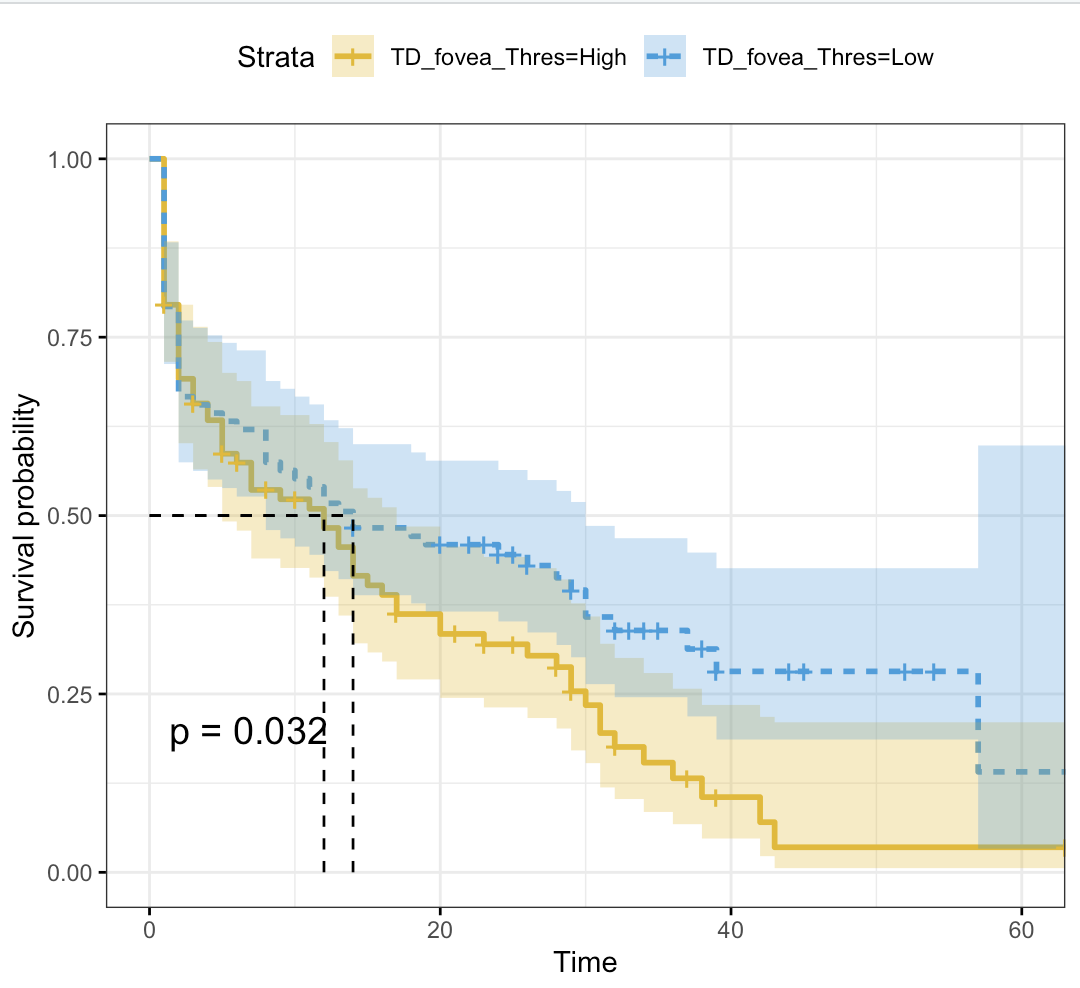 Strata TD_fovea_Thres=High TD_fovea_Thres=Low
1.00
0.75
0.50
0.25
0.00
Survival probability
p = 0.032
0 20 40 60
Time